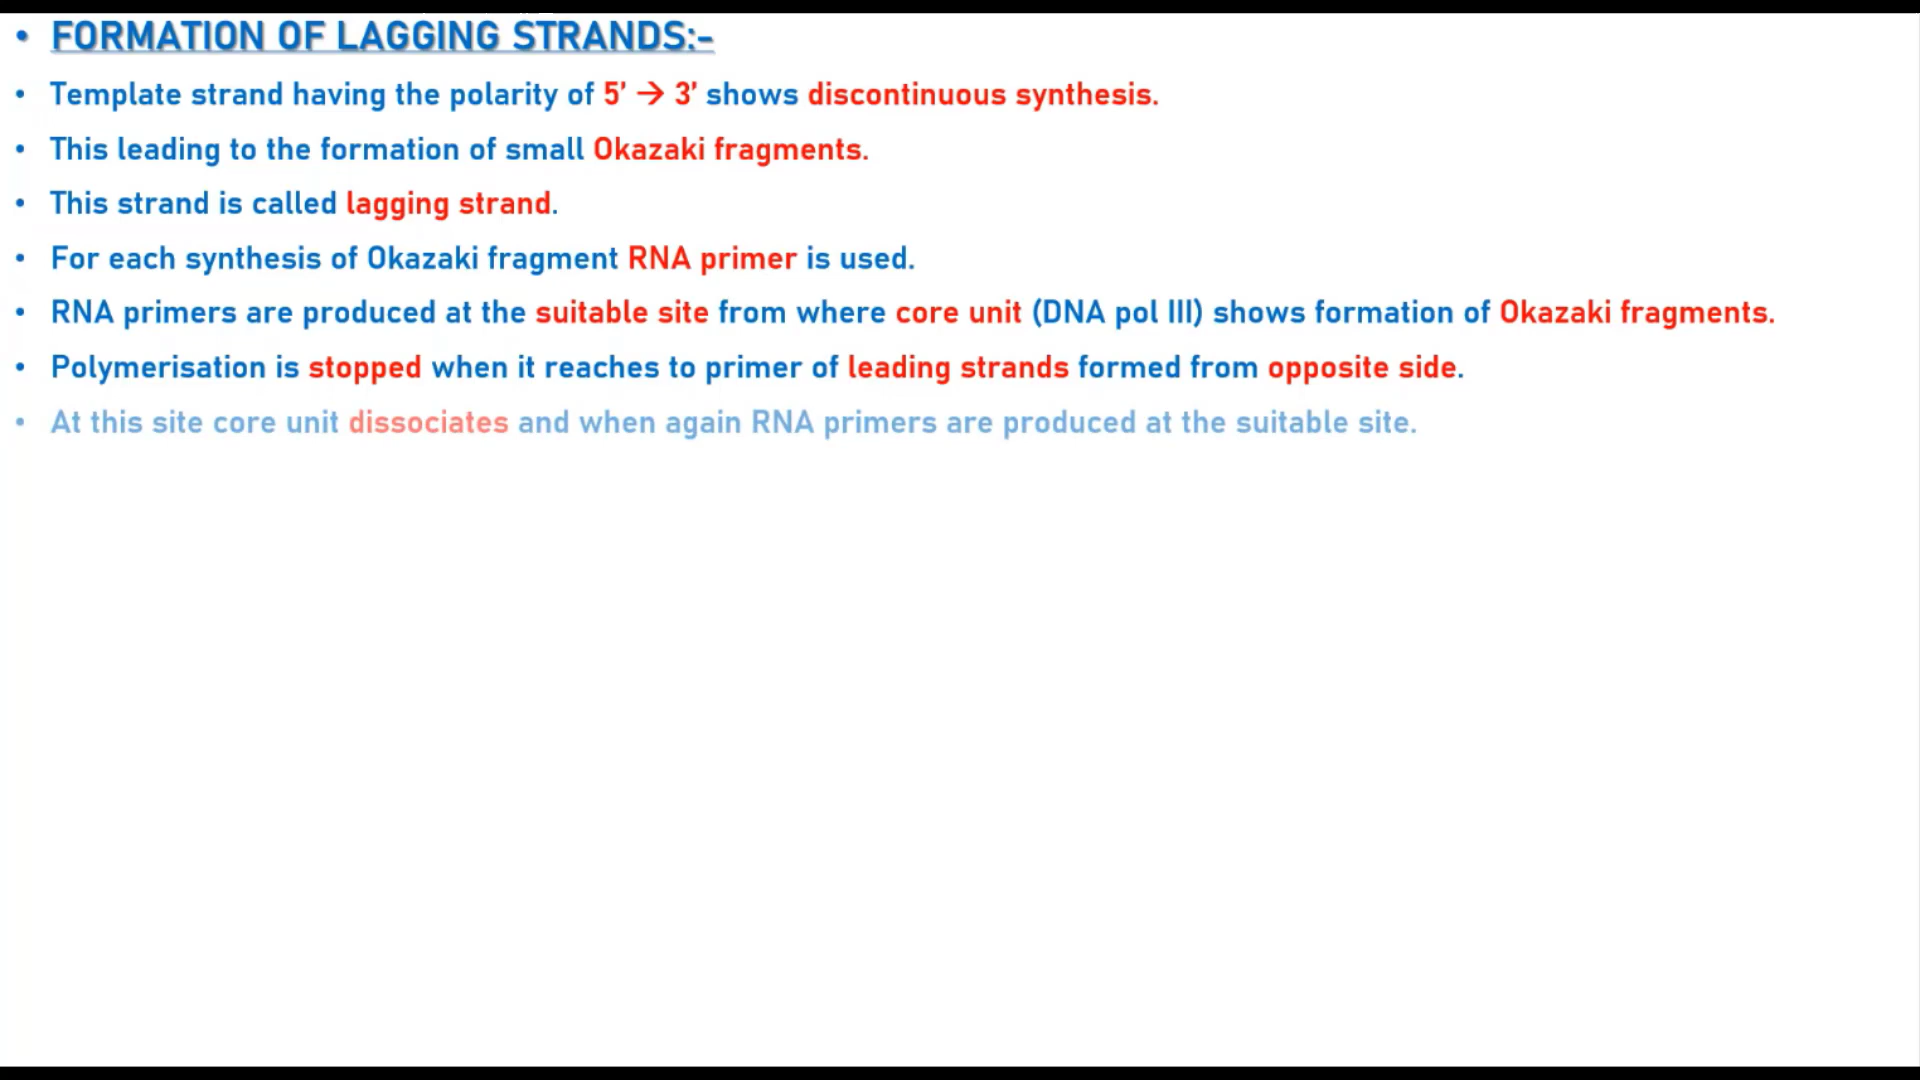 • FORMATION OF LAGGING STRANDS:-
• Template strand having the polarity of 5’ → 3’ shows discontinuous synthesis.
• This leading to the formation of small Okazaki fragments.
• This strand is called lagging strand.
• For each synthesis of Okazaki fragment RNA primer is used.
• RNA primers are produced at the suitable site from where core unit (DNA pol III) shows formation of Okazaki fragments.
• Polymerisation is stopped when it reaches to primer of leading strands formed from opposite side.
• At this site core unit dissociates and when again RNA primers are produced at the suitable site.